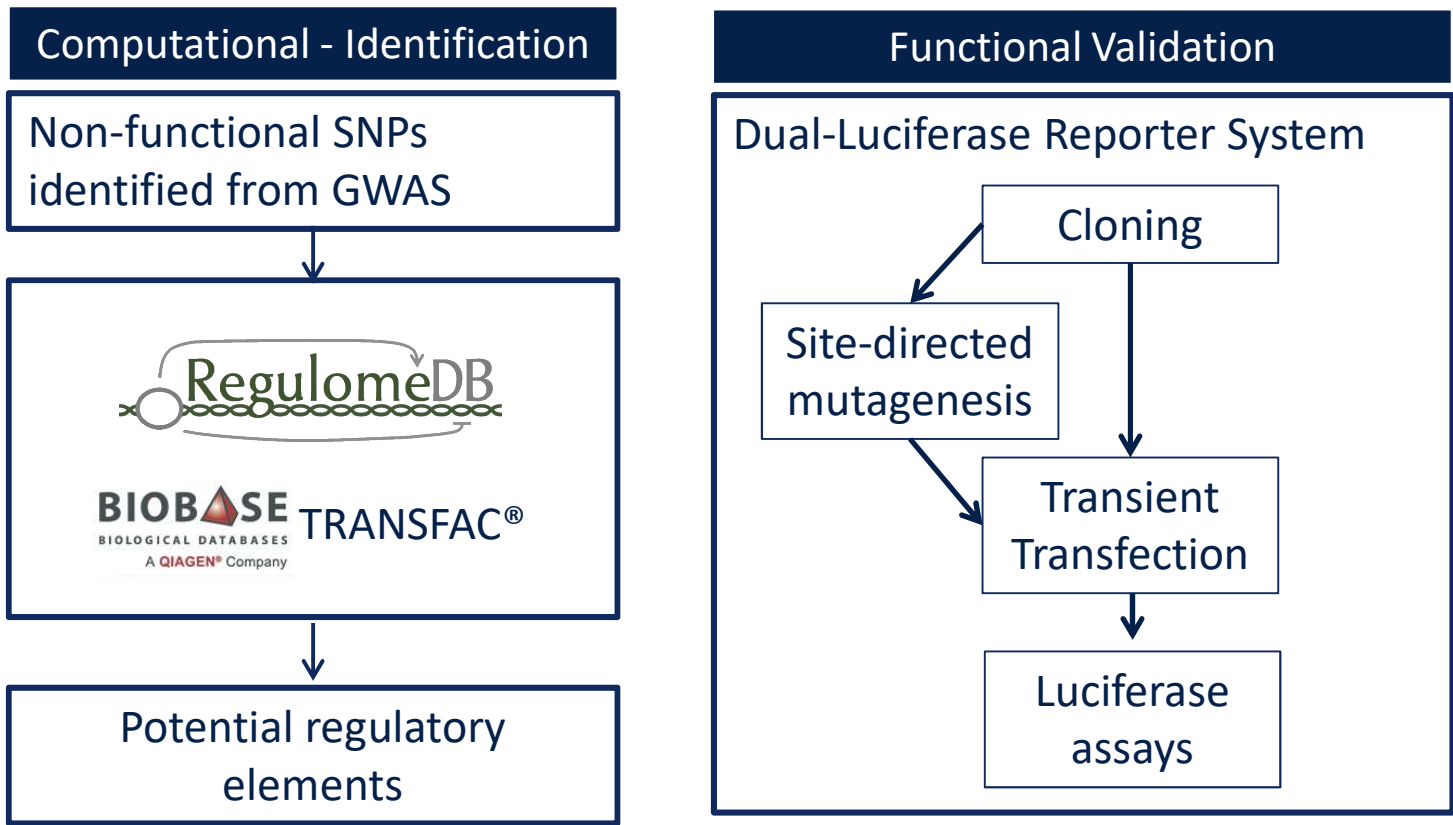 Computational - Identification
Non-functional SNPs
identified from GWAS
RegulomeDB
BIOBASE
BIOLOGICAL DATABASES
A QIAGEN® Company
TRANSFAC®
Potential regulatory
elements
Functional Validation
Dual-Luciferase Reporter System
Cloning
Site-directed
mutagenesis
Transient
Transfection
Luciferase
assays